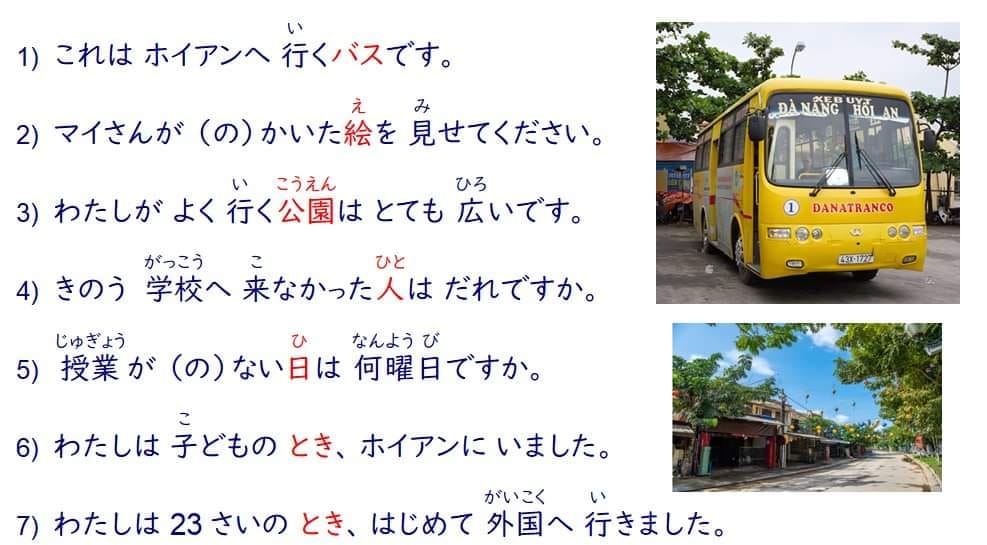 1) これは ホイアンへ 行くバスです。
い
2) マイさんが （の）かいた絵を 見せてください。
え み
3) わたしが よく 行く公園は とても 広いです。
い こうえん ひろ
4) きのう 学校へ 来なかった人は だれですか。
がっこう こ ひと
5) 授業が （の）ない日は 何曜日ですか。
じゅぎょう ひ なんようび
6) わたしは 子どもの とき、ホイアンに いました。
こ
7) わたしは 23さいの とき、はじめて 外国へ 行きました。
がいこく い
XE BUÝT
ĐÀ NẴNG HỘI AN
1 DANATRANCO
43X-1727